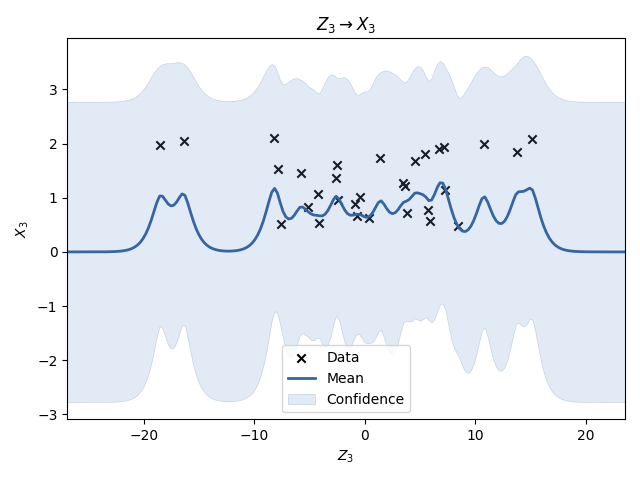 Z₃ → X₃
3
2
1
0
−1
−2
−3
X₃
−20
−10
0
10
20
Z₃
Data
Mean
Confidence